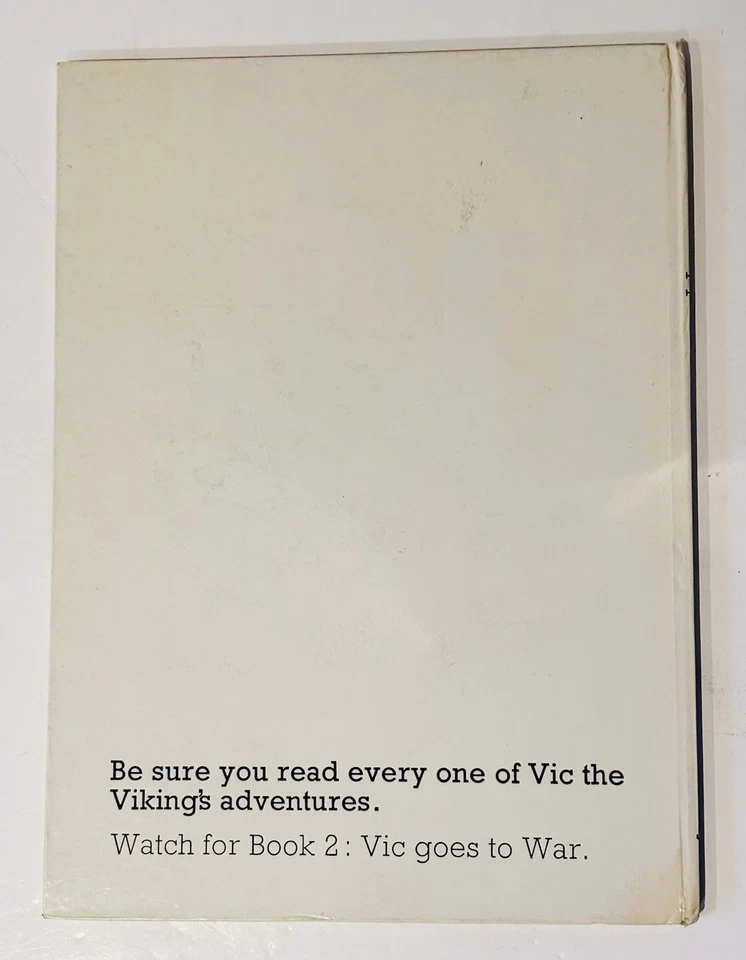 Be sure you read every one of Vic the
Viking's adventures.
Watch for Book 2: Vic goes to War.